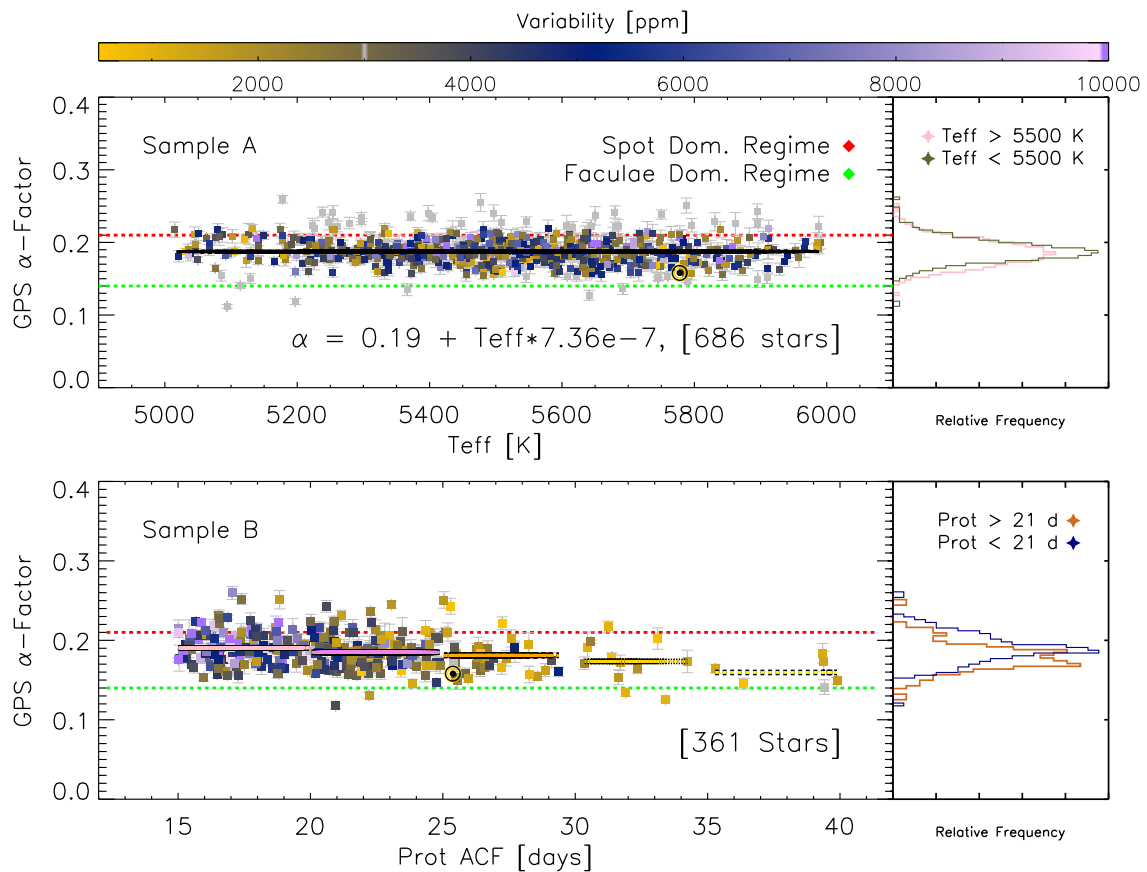 Variability [ppm]
2000 4000 6000 8000 10000
0.4
0.3
0.2
0.1
0.0
GPS α-Factor
Sample A
Spot Dom. Regime
Faculae Dom. Regime
α = 0.19 + Teff*7.36e-7, [686 stars]
5000 5200 5400 5600 5800 6000
Teff [K]
Teff > 5500 K
Teff < 5500 K
Relative Frequency
0.4
0.3
0.2
0.1
0.0
GPS α-Factor
Sample B
[361 Stars]
15 20 25 30 35 40
Prot ACF [days]
Prot > 21 d
Prot < 21 d
Relative Frequency